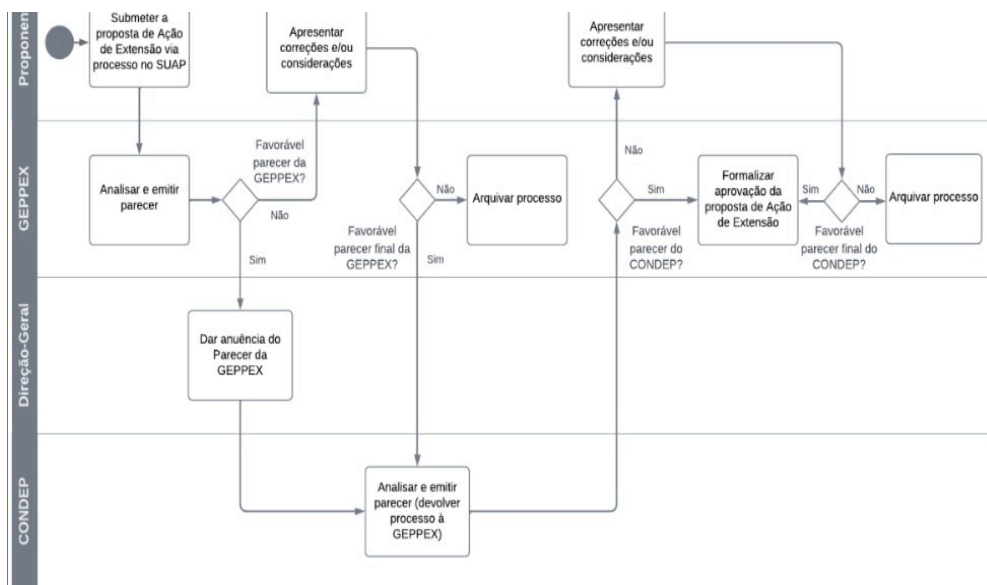 Proponen
Submeter a
proposta de Ação
de Extensão via
processo no SUAP
Apresentar
correções e/ou
considerações
Apresentar
correções e/ou
considerações
GEPPEX
Analisar e emitir
parecer
Favorável
parecer da
GEPPEX?
Não
Sim
Favorável
parecer final da
GEPPEX?
Não
Sim
Arquivar processo
Não
Sim
Favorável
parecer do
CONDEP?
Formalizar
aprovação da
proposta de Ação
de Extensão
Sim
Não
Favorável
parecer final do
CONDEP?
Arquivar processo
Direção-Geral
Dar anuência do
Parecer da
GEPPEX
CONDEP
Analisar e emitir
parecer (devolver
processo à
GEPPEX)